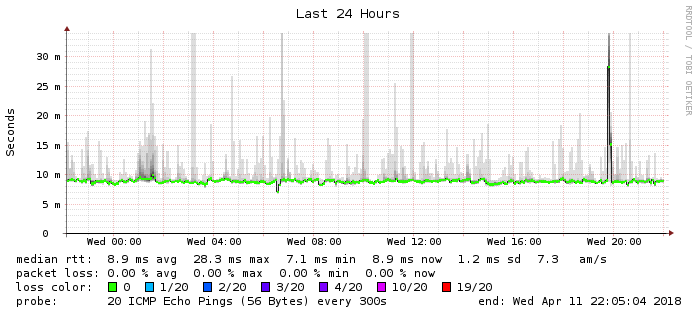 Last 24 Hours
RRDTOOL / TOBI OETIKER
Seconds
30 m
25 m
20 m
15 m
10 m
5 m
0
Wed 00:00 Wed 04:00 Wed 08:00 Wed 12:00 Wed 16:00 Wed 20:00
median rtt: 8.9 ms avg 28.3 ms max 7.1 ms min 8.9 ms now 1.2 ms sd 7.3 am/s
packet loss: 0.00 % avg 0.00 % max 0.00 % min 0.00 % now
loss color: 0 1/20 2/20 3/20 4/20 10/20 19/20
probe: 20 ICMP Echo Pings (56 Bytes) every 300s end: Wed Apr 11 22:05:04 2018